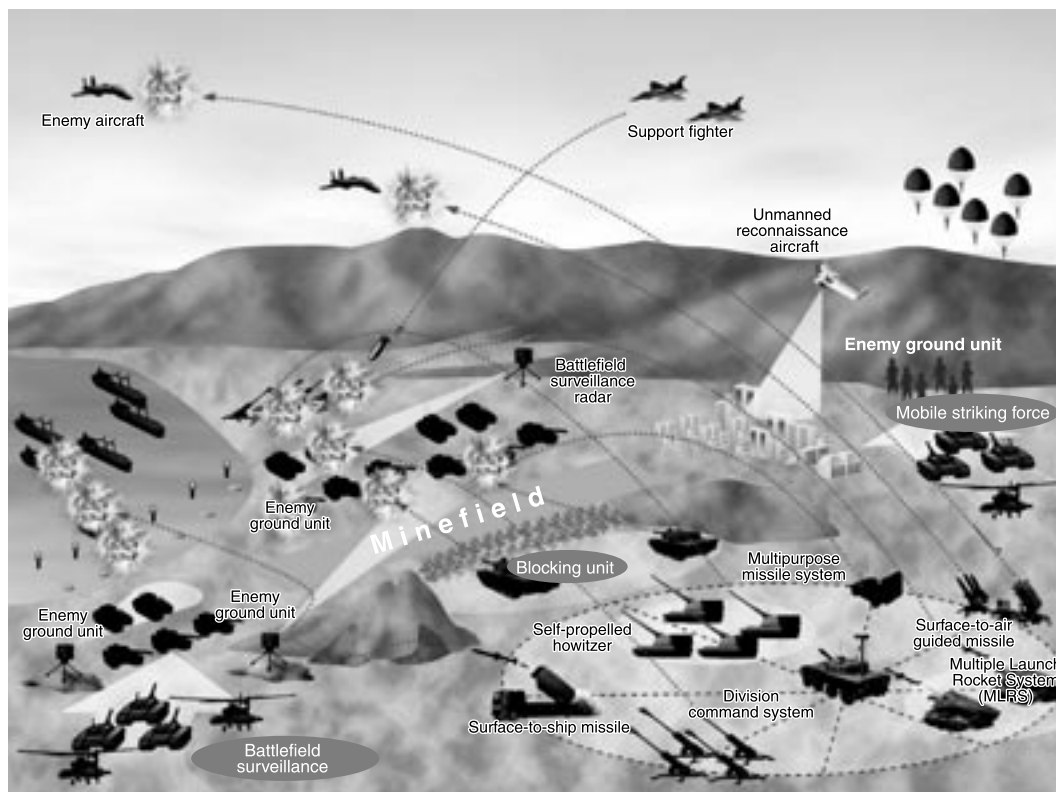 Enemy aircraft
Support fighter
Unmanned
reconnaissance
aircraft
Enemy ground unit
Battlefield
surveillance
radar
Mobile striking force
Enemy
ground unit
Minefield
Blocking unit
Multipurpose
missile system
Enemy
ground unit
Enemy
ground unit
Self-propelled
howitzer
Surface-to-air
guided missile
Multiple Launch
Rocket System
(MLRS)
Division
command system
Surface-to-ship missile
Battlefield
surveillance